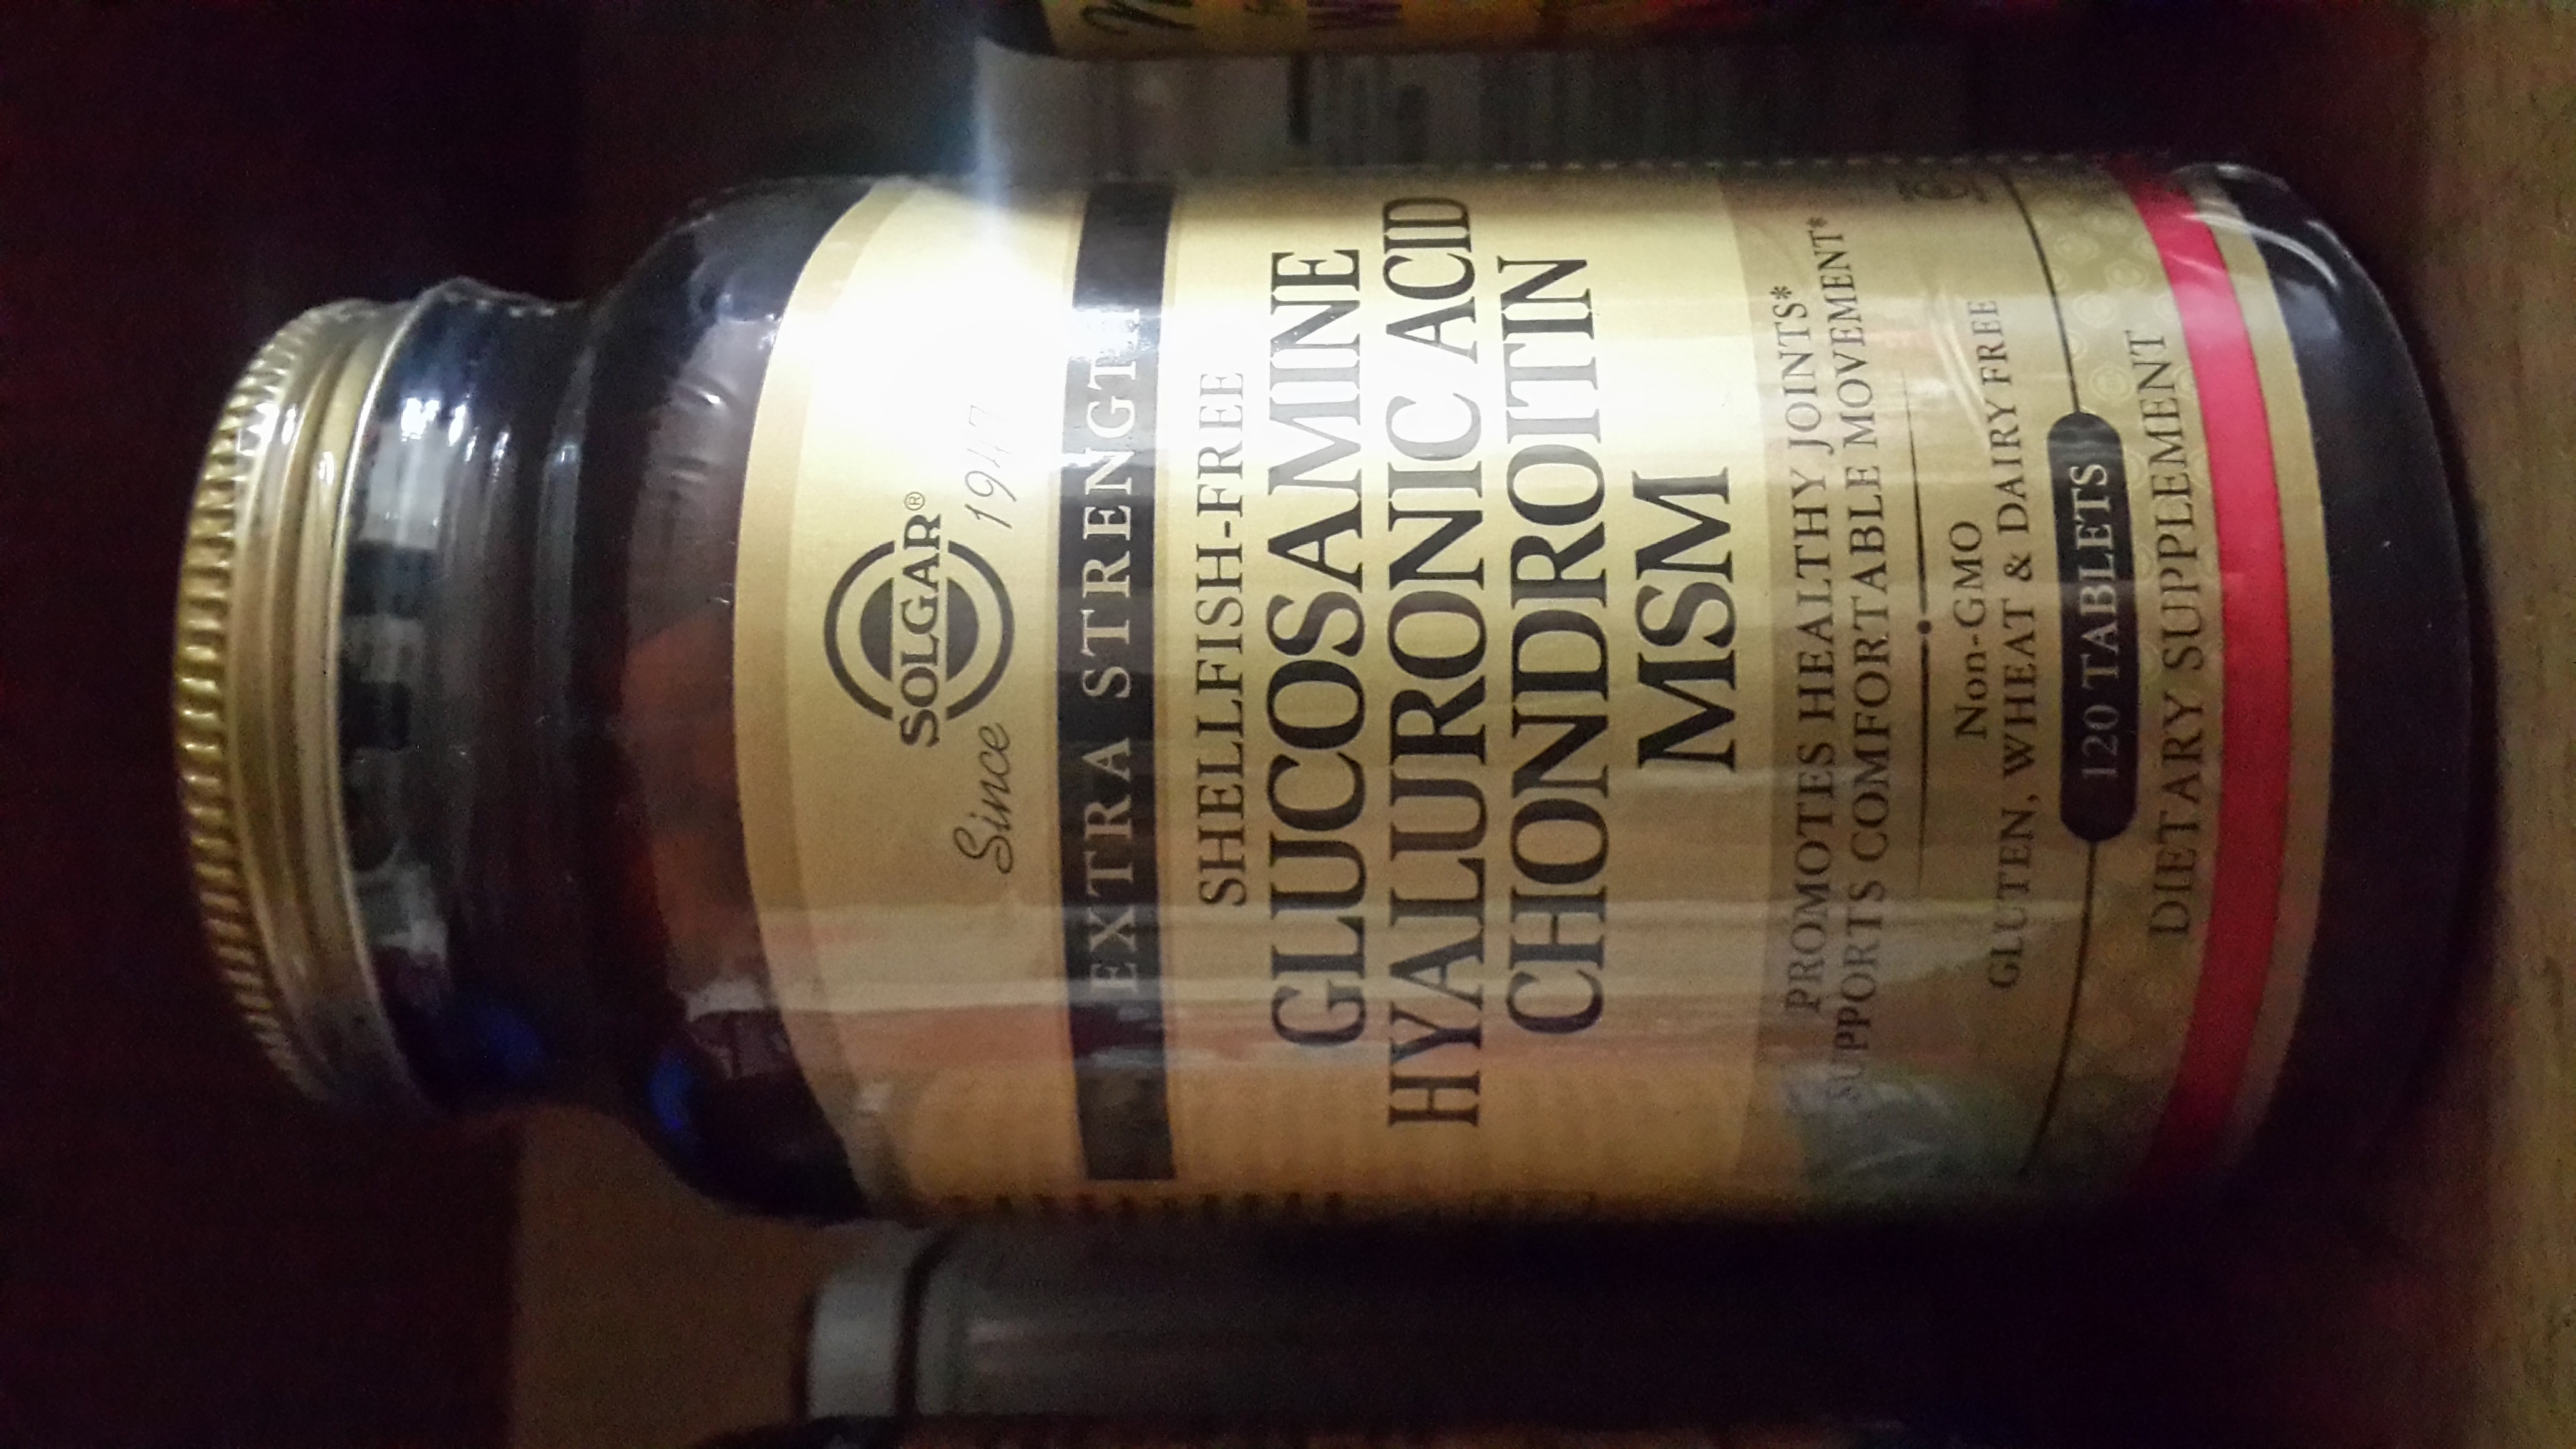 SOLGAR®
Since 1947
EXTRA STRENGTH
SHELLFISH-FREE
GLUCOSAMINE
HYALURONIC ACID
CHONDROITIN
MSM
PROMOTES HEALTHY JOINTS*
SUPPORTS COMFORTABLE MOVEMENT*
Non-GMO
GLUTEN, WHEAT & DAIRY FREE
120 TABLETS
DIETARY SUPPLEMENT